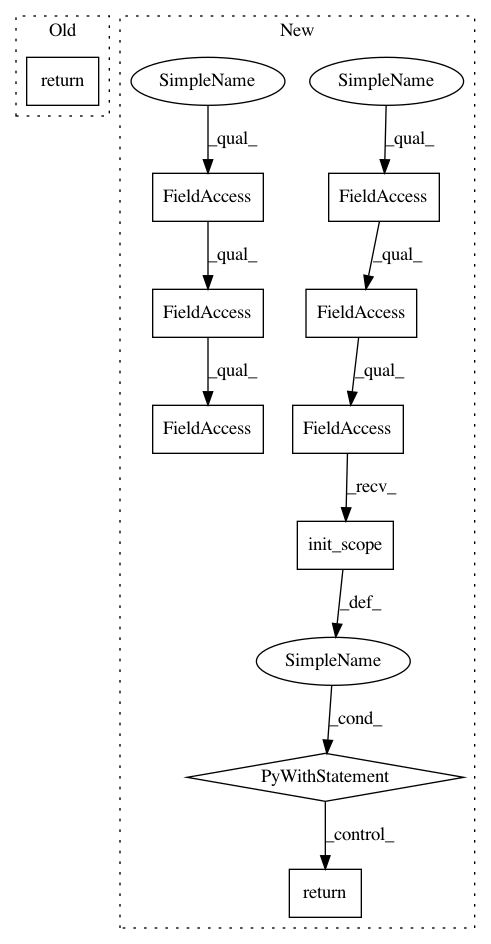 Old
New
return
SimpleName
SimpleName
_qual_
_qual_
FieldAccess
FieldAccess
_qual_
_qual_
FieldAccess
FieldAccess
_qual_
_qual_
FieldAccess
FieldAccess
_recv_
init_scope
_def_
SimpleName
_cond_
PyWithStatement
_control_
return